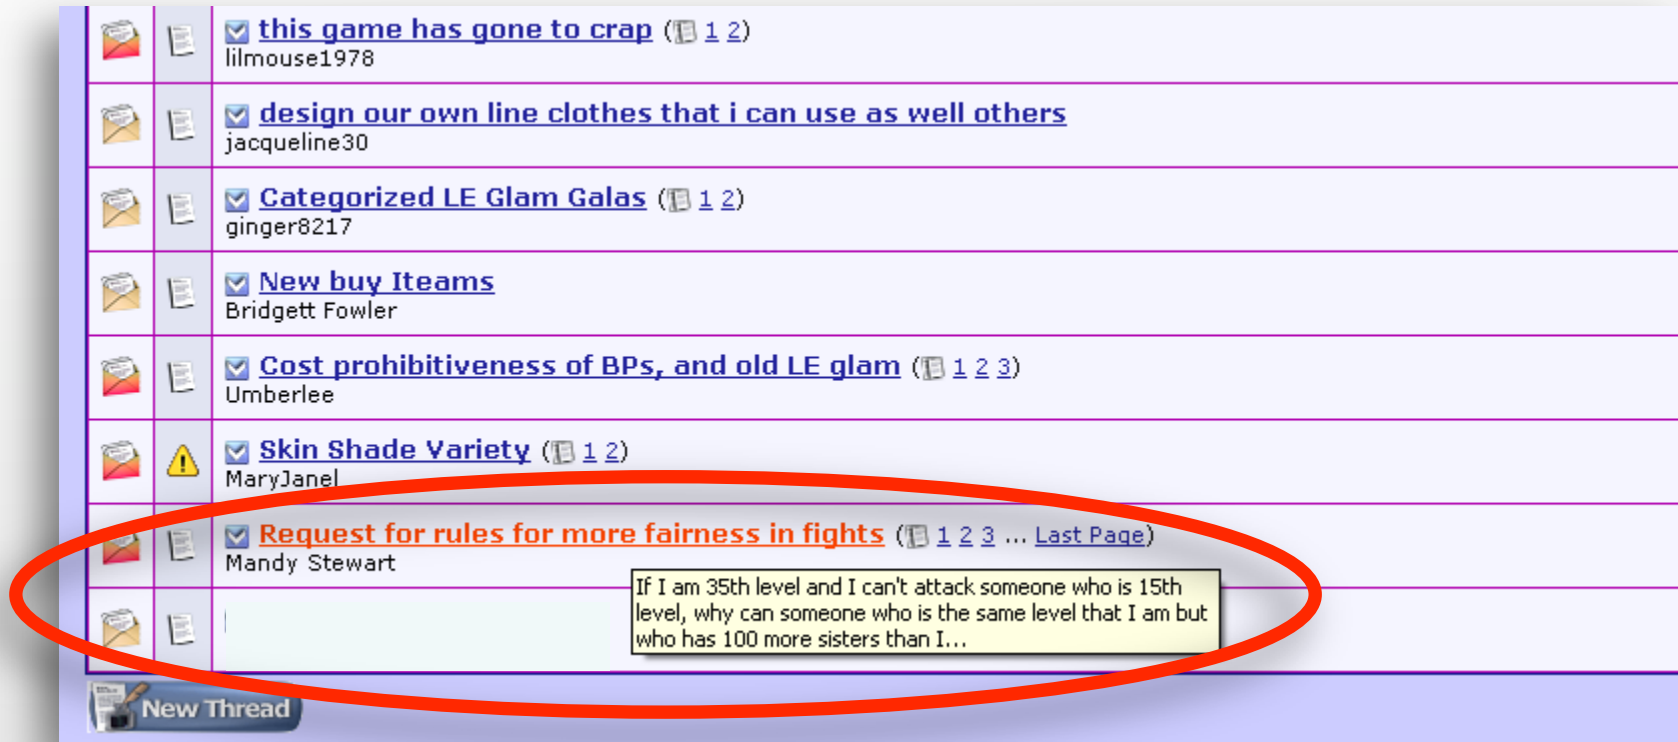 this game has gone to crap (1 2)
lilmouse1978
design our own line clothes that i can use as well others
jacqueline30
Categorized LE Glam Galas (1 2)
ginger8217
New buy Iteams
Bridgett Fowler
Cost prohibitiveness of BPs, and old LE glam (1 2 3)
Umberlee
Skin Shade Variety (1 2)
MaryJanel
Request for rules for more fairness in fights (1 2 3 ... Last Page)
Mandy Stewart
If I am 35th level and I can't attack someone who is 15th
level, why can someone who is the same level that I am but
who has 100 more sisters than I...
New Thread